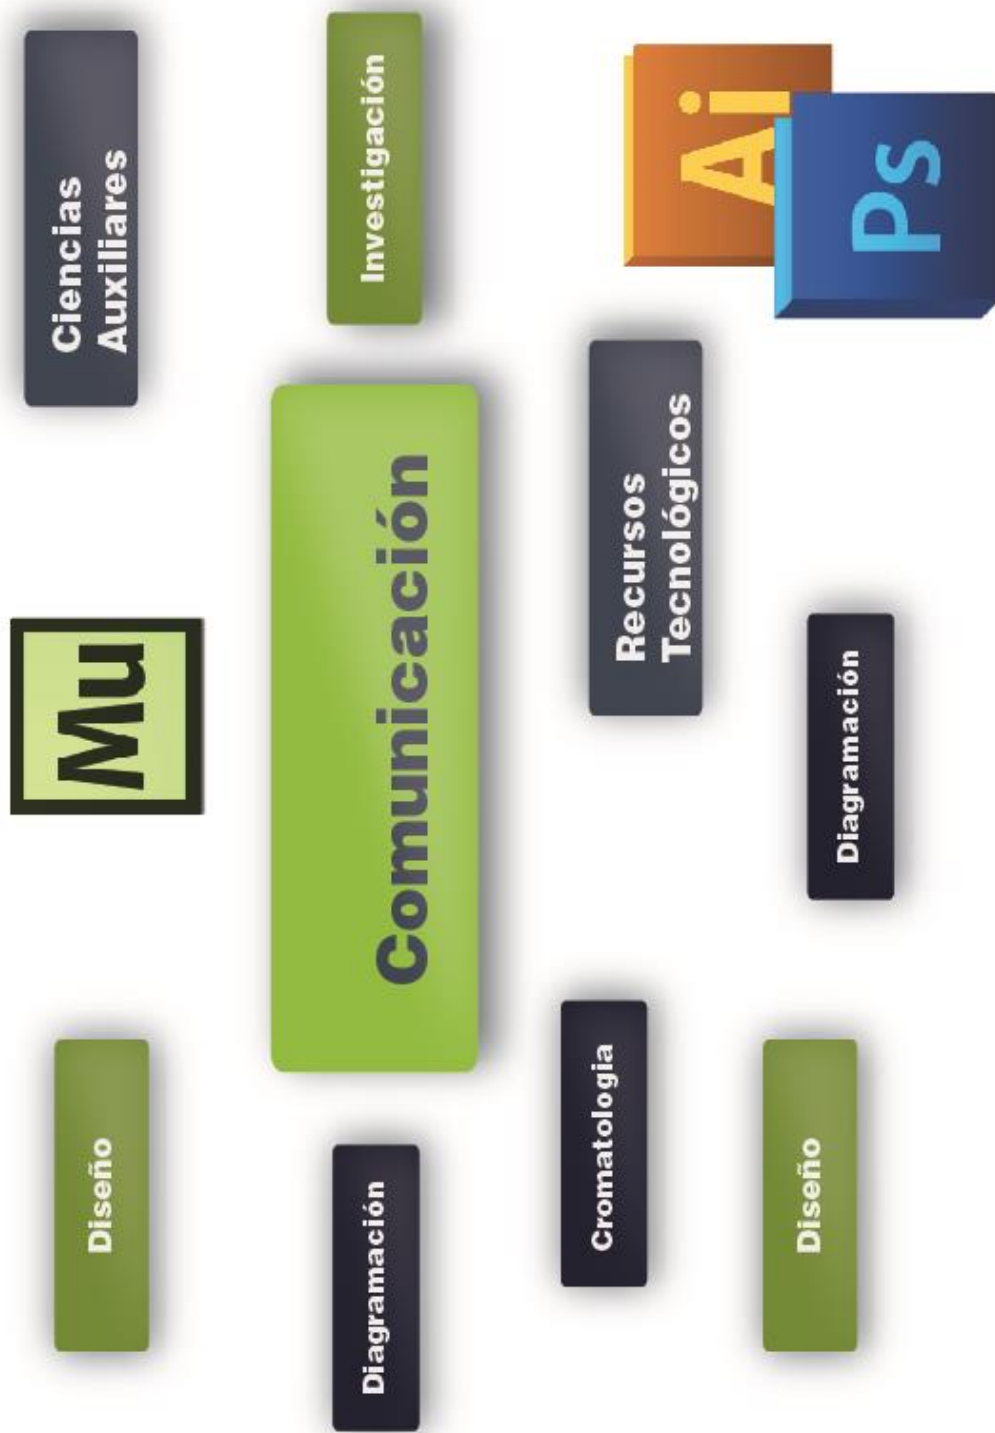 Diseño
Mu
Ciencias
Auxiliares
Diagramación
Comunicación
Investigación
Cromatologia
Recursos
Tecnológicos
Ai
Diseño
Diagramación
Ps